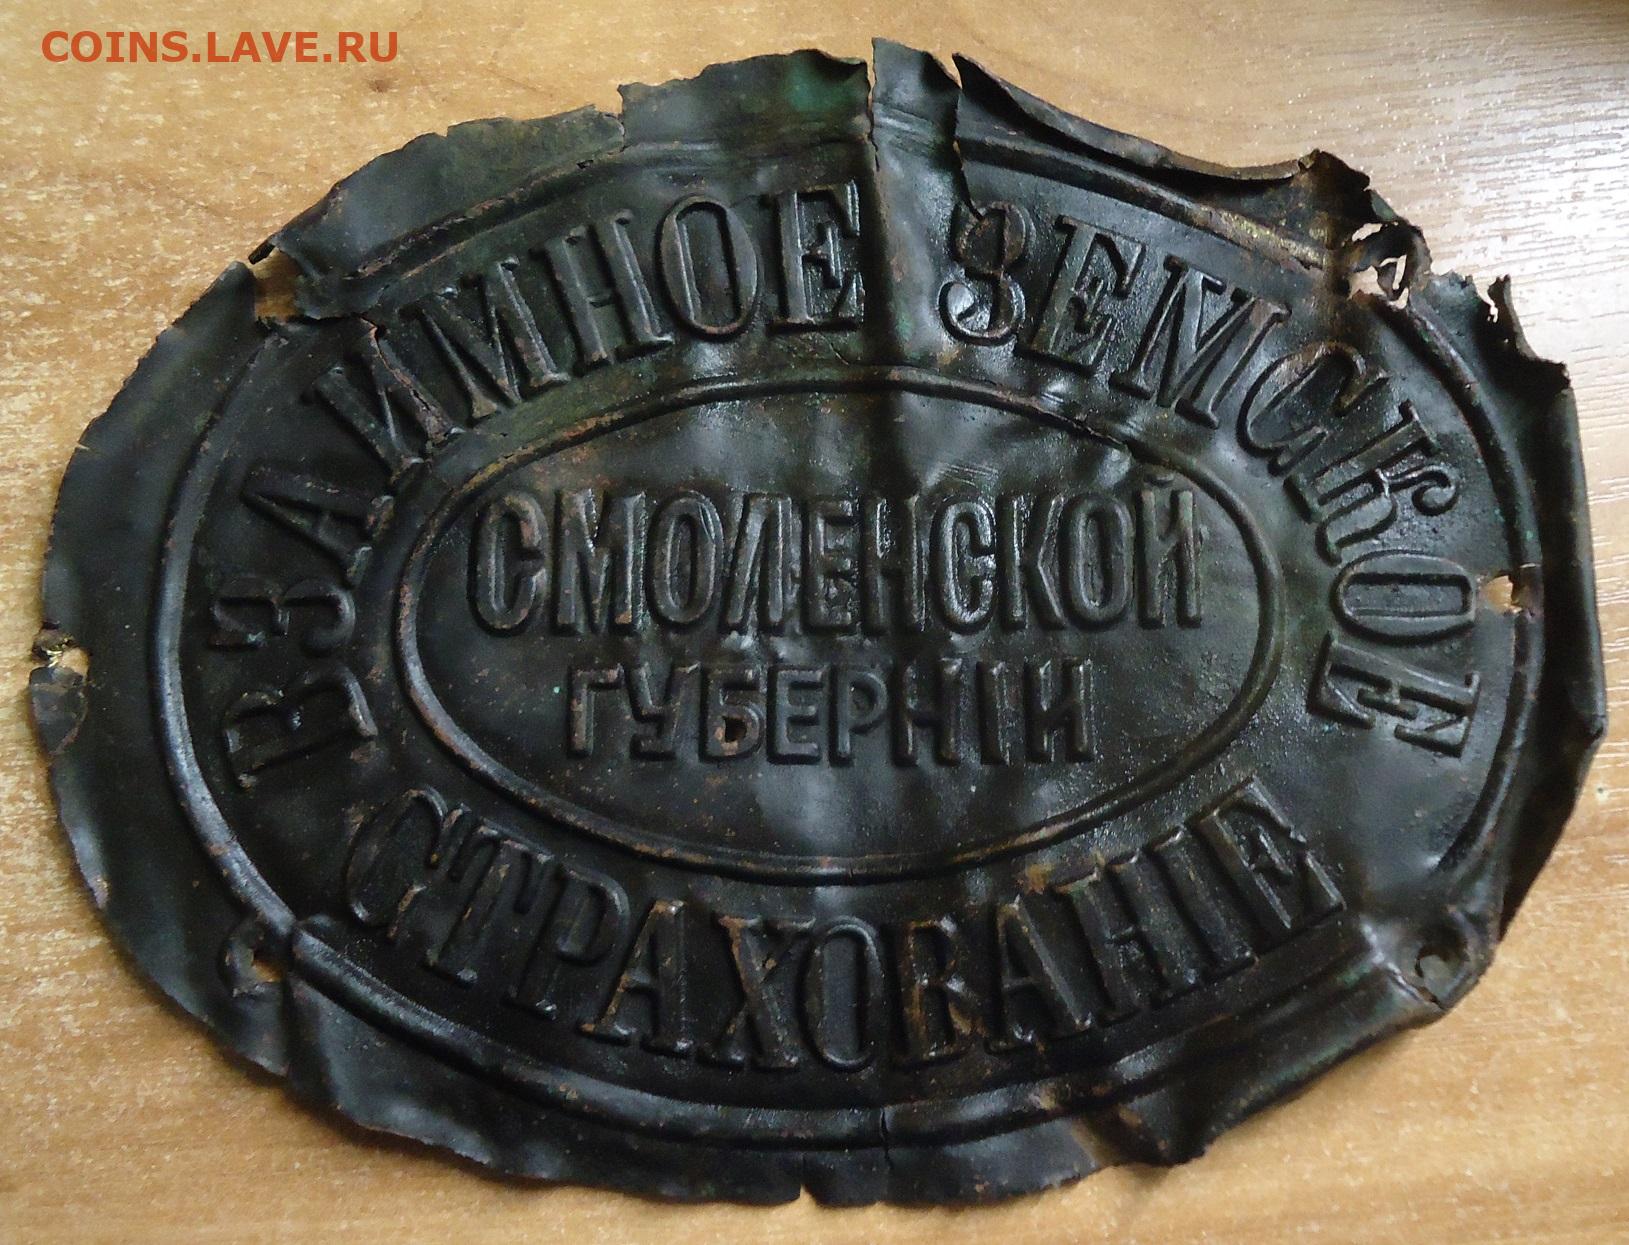 COINS.LAVE.RU
ВЗАИМНОЕ ЗЕМСКОЕ
СМОЛЕНСКОЙ
ГУБЕРНІИ
СТРАХОВАНІЕ